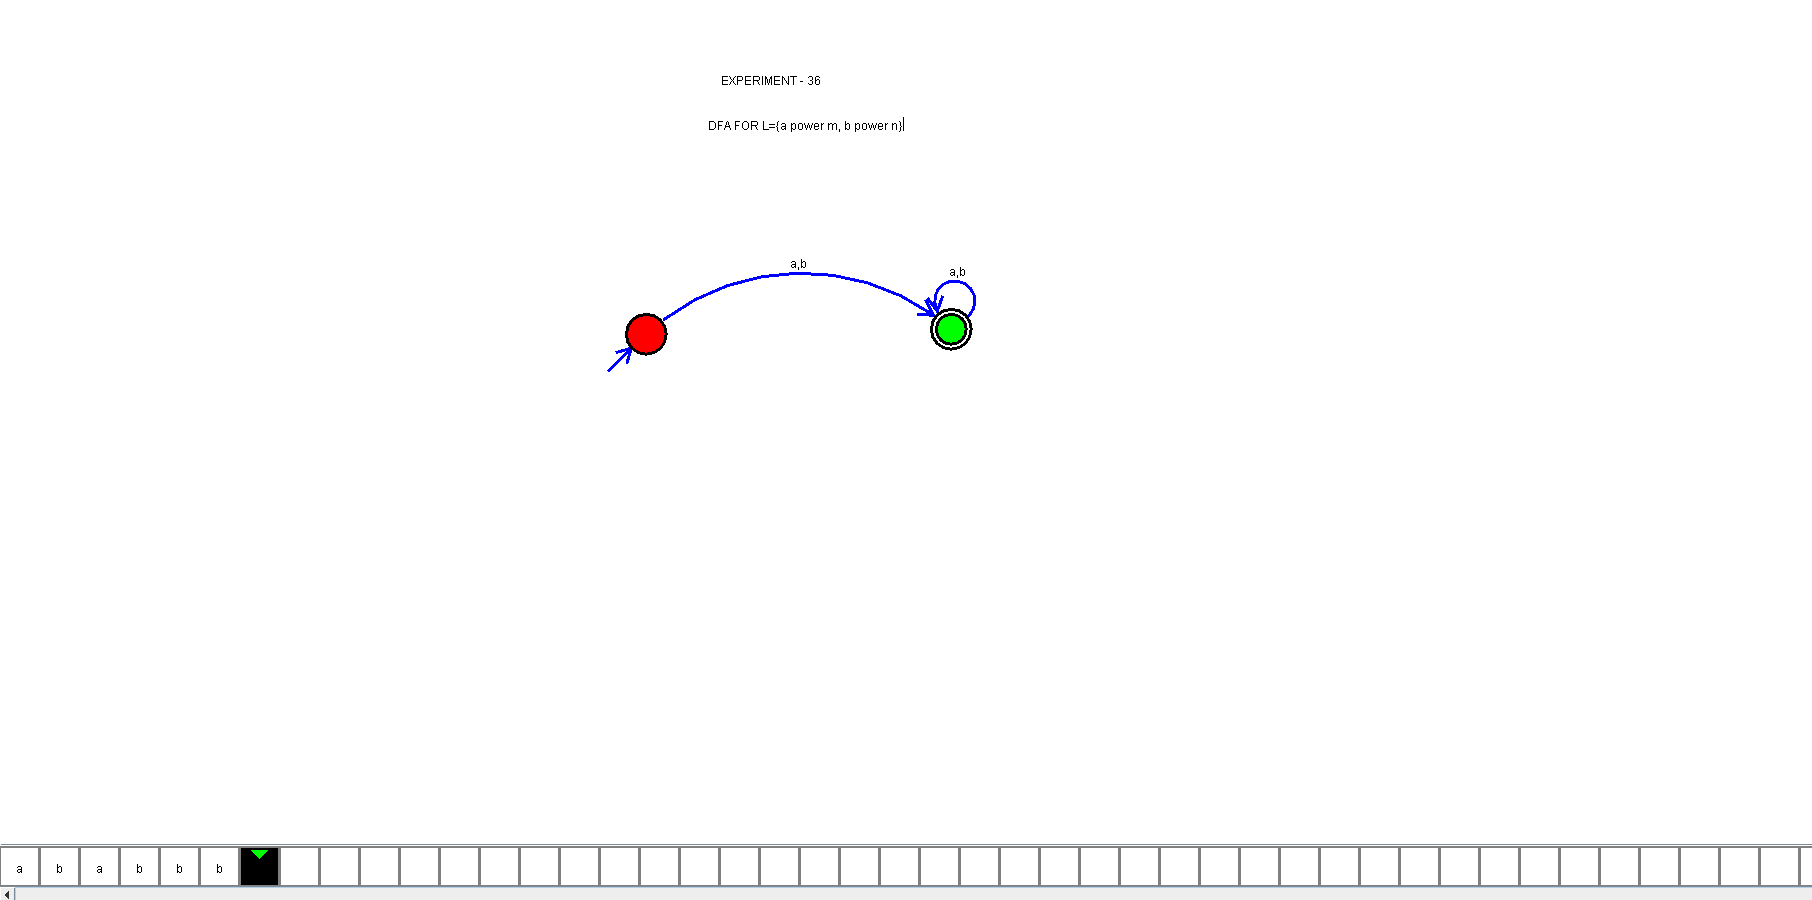 EXPERIMENT - 36
DFA FOR L={a power m, b power n}
a,b
a,b
a b a b b b